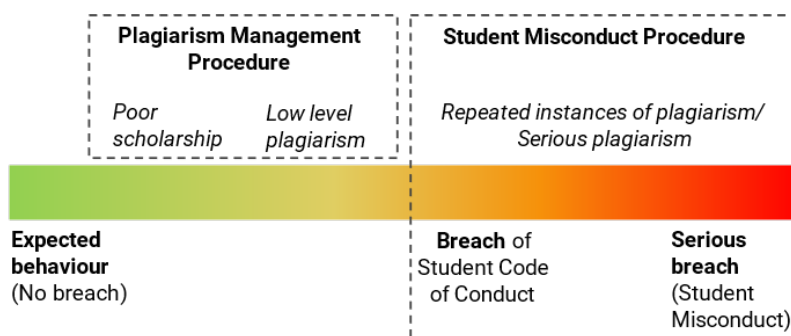 Plagiarism Management
Procedure
Poor
scholarship
Low level
plagiarism
Student Misconduct Procedure
Repeated instances of plagiarism/
Serious plagiarism
Expected
behaviour
(No breach)
Breach of
Student Code
of Conduct
Serious
breach
(Student
Misconduct)